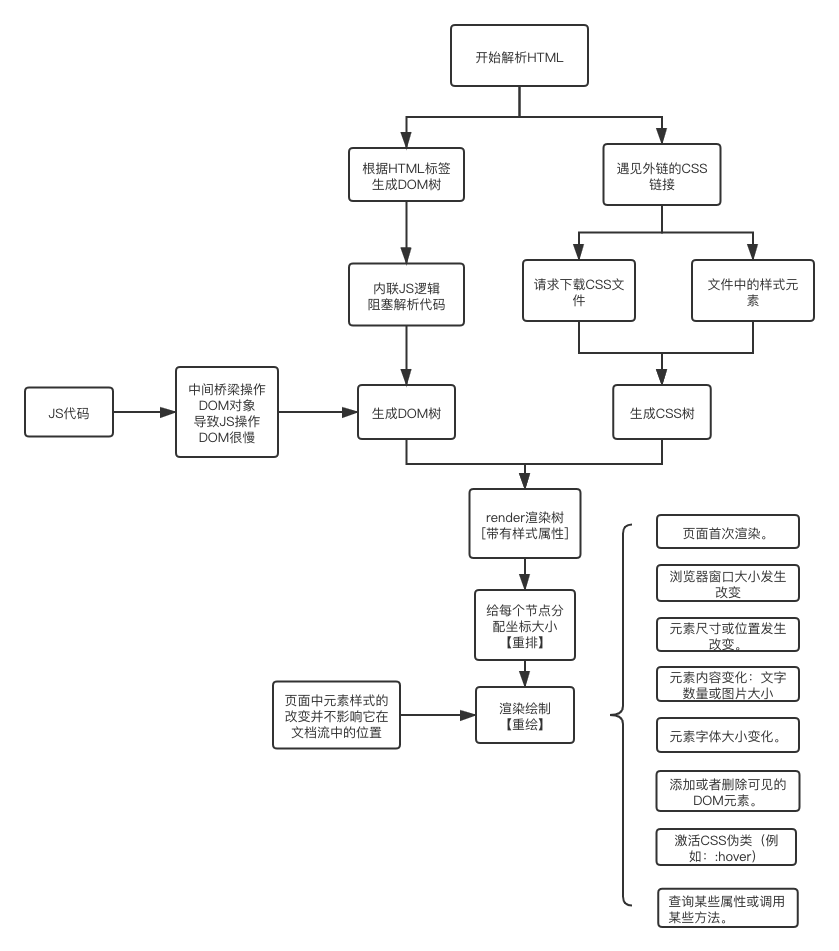 开始解析HTML
根据HTML标签
生成DOM树
遇见外链的CSS
链接
内联JS逻辑
阻塞解析代码
请求下载CSS文
件
文件中的样式元
素
JS代码
中间桥梁操作
DOM对象
导致JS操作
DOM很慢
生成DOM树
生成CSS树
render渲染树
[带有样式属性]
给每个节点分
配坐标大小
【重排】
页面中元素样式的
改变并不影响它在
文档流中的位置
渲染绘制
【重绘】
页面首次渲染。
浏览器窗口大小发生
改变
元素尺寸或位置发生
改变。
元素内容变化：文字
数量或图片大小
元素字体大小变化。
添加或者删除可见的
DOM元素。
激活CSS伪类（例
如：:hover）
查询某些属性或调用
某些方法。